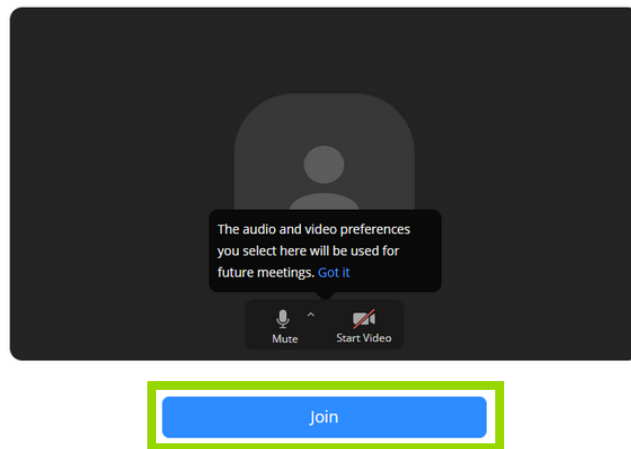 The audio and video preferences
you select here will be used for
future meetings. Got it
Mute
Start Video
Join